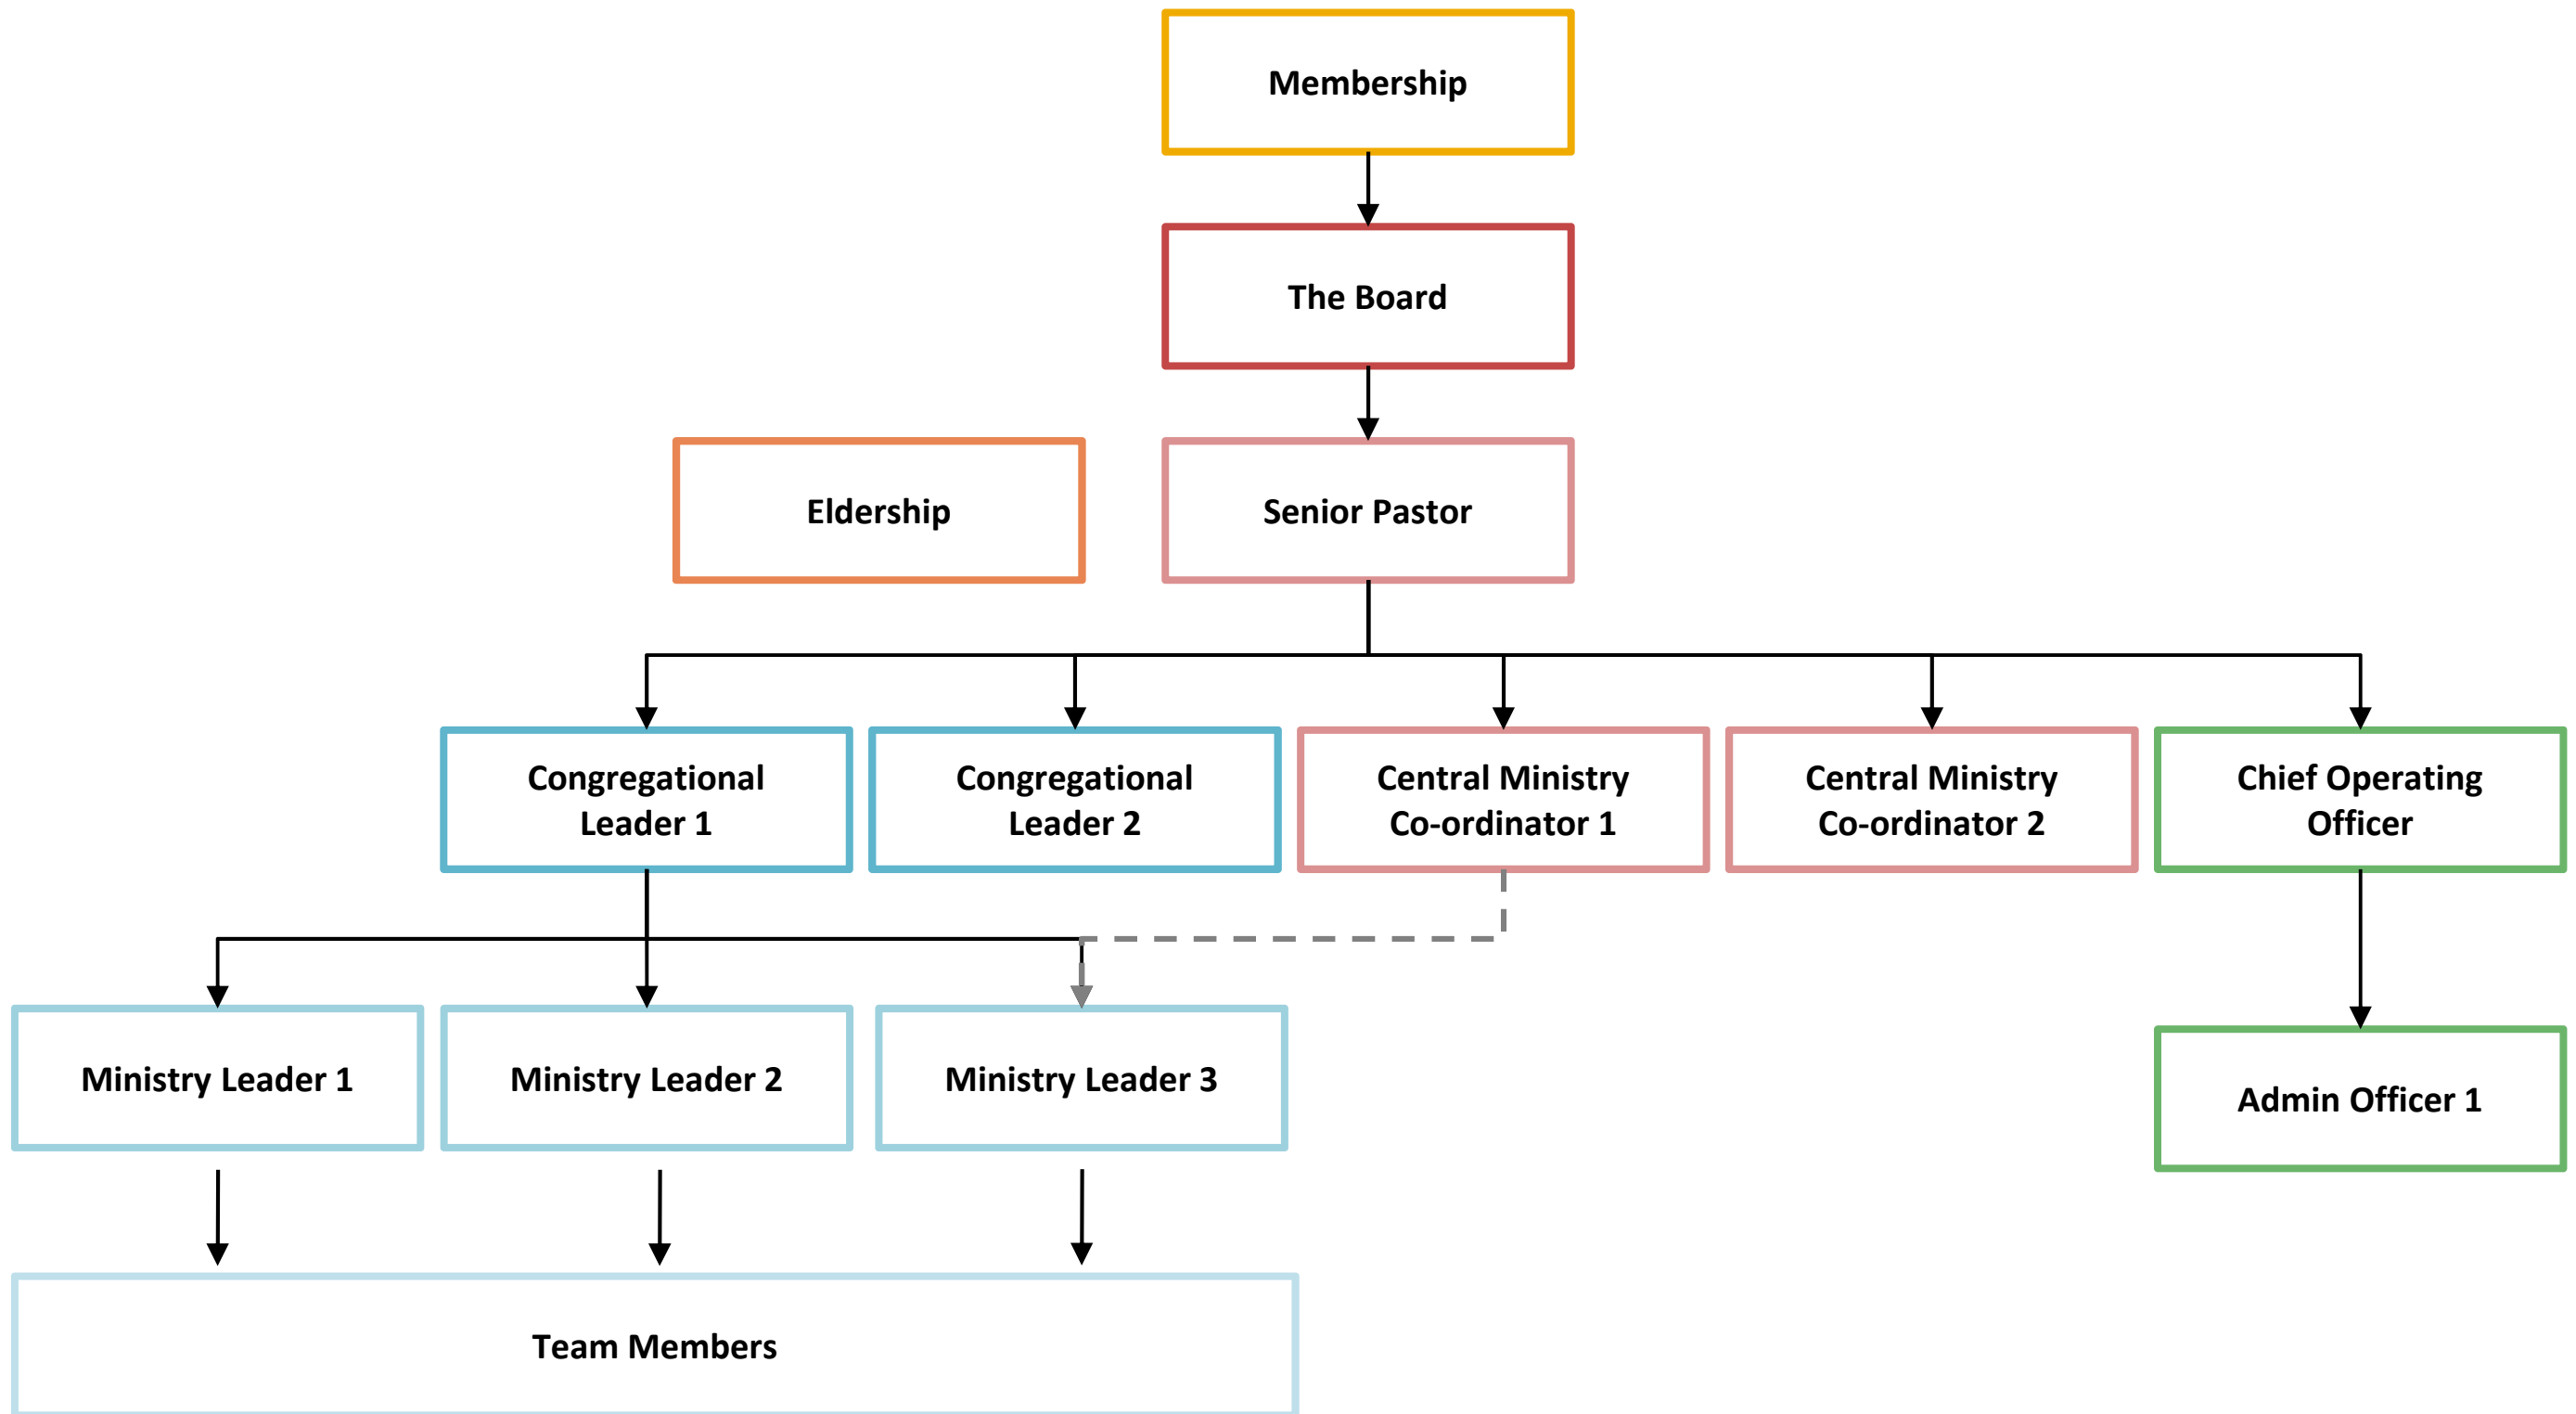 Membership
The Board
Eldership
Senior Pastor
Congregational
Leader 1
Congregational
Leader 2
Central Ministry
Co-ordinator 1
Central Ministry
Co-ordinator 2
Chief Operating
Officer
Ministry Leader 1
Ministry Leader 2
Ministry Leader 3
Admin Officer 1
Team Members